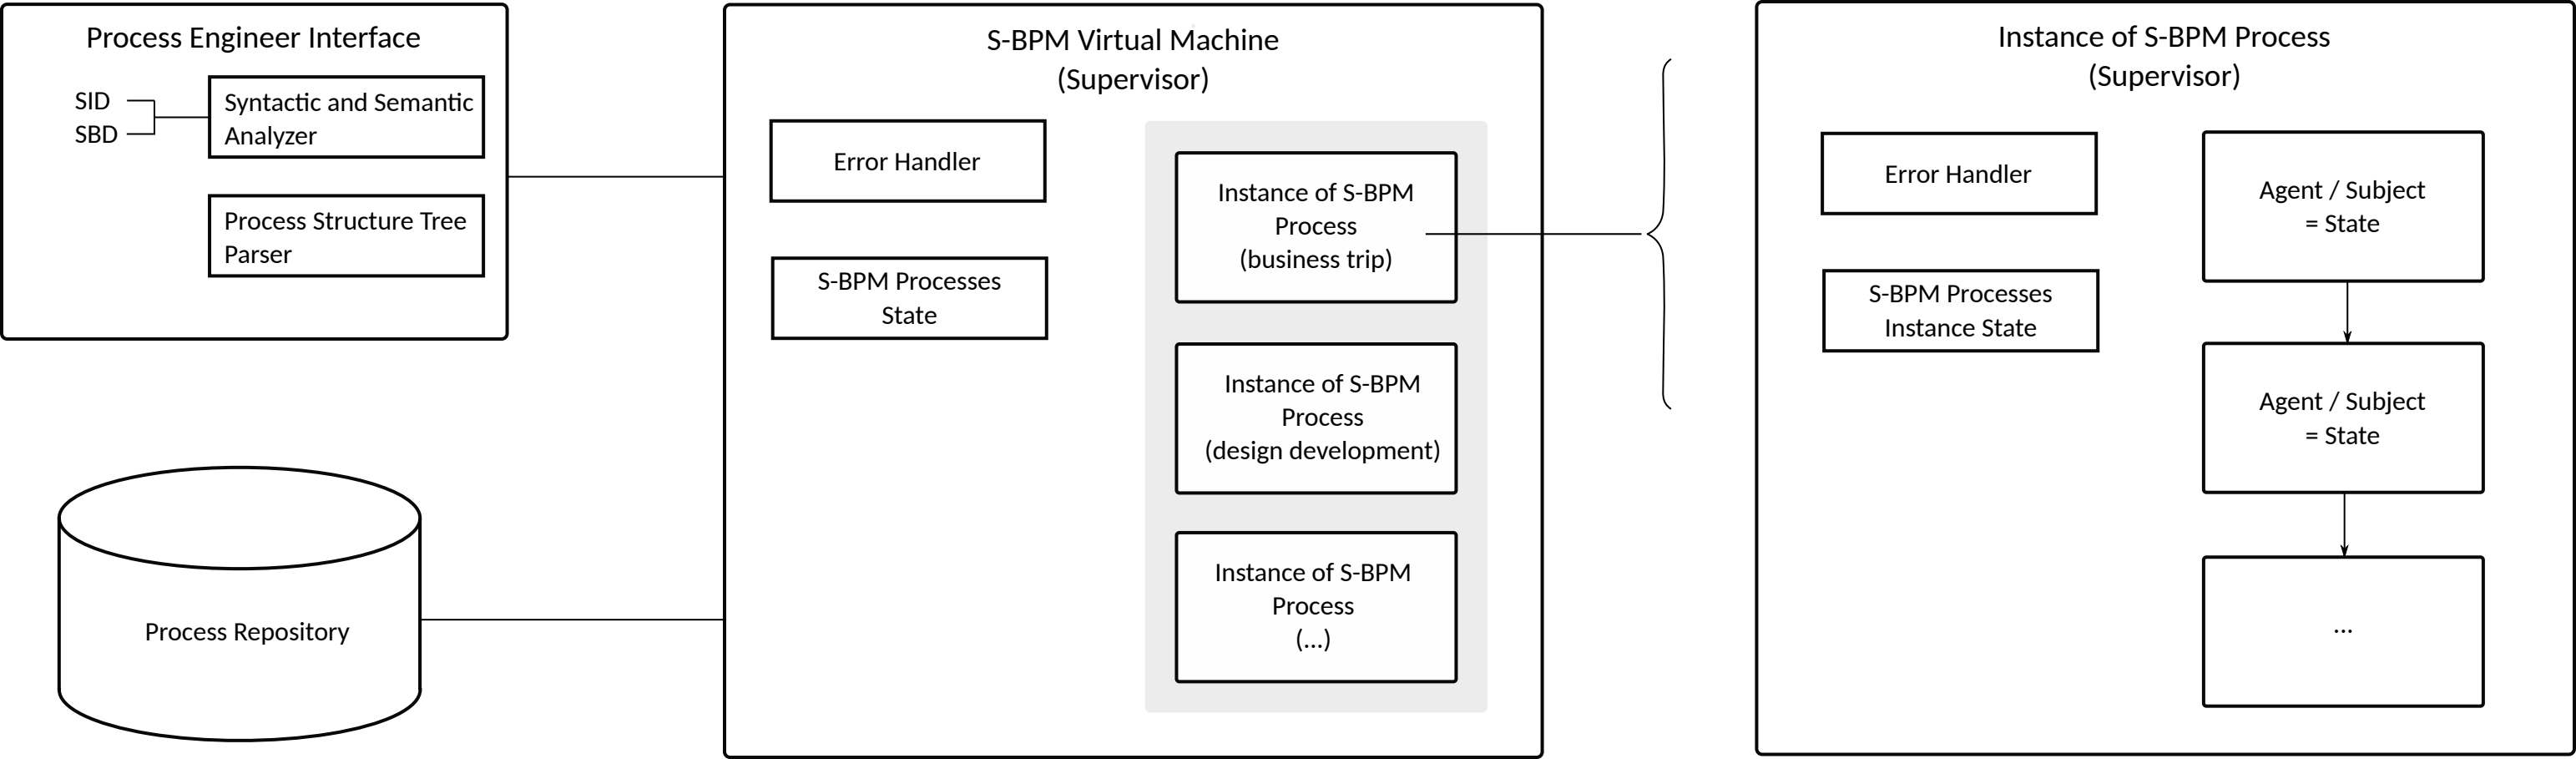 Process Engineer Interface
SID
SBD
Syntactic and Semantic
Analyzer
Process Structure Tree
Parser
Process Repository
S-BPM Virtual Machine
(Supervisor)
Error Handler
S-BPM Processes
State
Instance of S-BPM
Process
(business trip)
Instance of S-BPM
Process
(design development)
Instance of S-BPM
Process
(...)
Instance of S-BPM Process
(Supervisor)
Error Handler
S-BPM Processes
Instance State
Agent / Subject
= State
Agent / Subject
= State
...